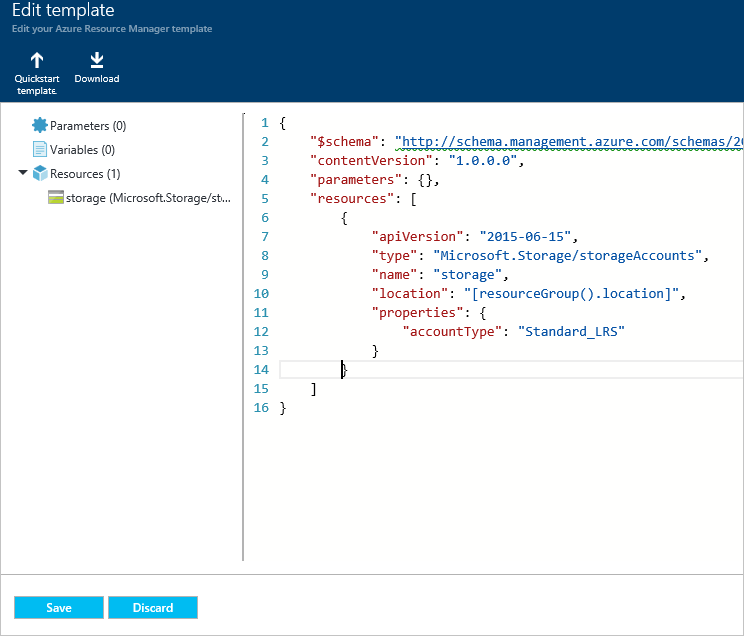 Edit template
Edit your Azure Resource Manager template
Quickstart template
Download
Parameters (0)
Variables (0)
Resources (1)
storage (Microsoft.Storage/st...
1 {
2 "$schema": "http://schema.management.azure.com/schemas/20
3 "contentVersion": "1.0.0.0",
4 "parameters": {},
5 "resources": [
6 {
7 "apiVersion": "2015-06-15",
8 "type": "Microsoft.Storage/storageAccounts",
9 "name": "storage",
10 "location": "[resourceGroup().location]",
11 "properties": {
12 "accountType": "Standard_LRS"
13 }
14 }
15 ]
16 }
Save
Discard